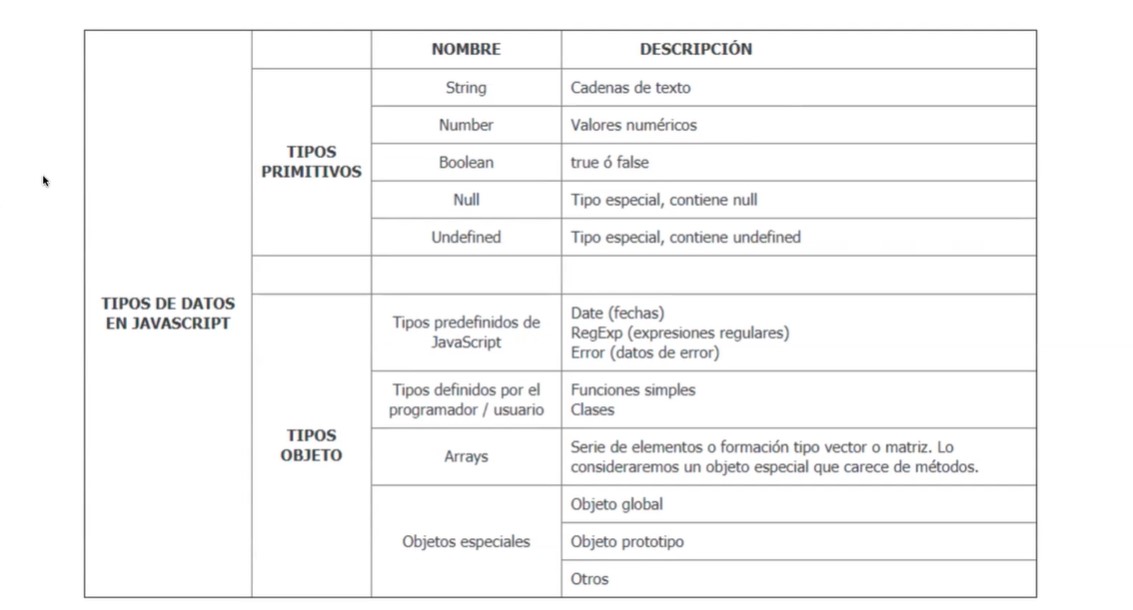 NOMBRE DESCRIPCIÓN
TIPOS DE DATOS
EN JAVASCRIPT
TIPOS
PRIMITIVOS
String Cadenas de texto
Number Valores numéricos
Boolean true ó false
Null Tipo especial, contiene null
Undefined Tipo especial, contiene undefined
TIPOS
OBJETO
Tipos predefinidos de
JavaScript
Date (fechas)
RegExp (expresiones regulares)
Error (datos de error)
Tipos definidos por el
programador / usuario
Funciones simples
Clases
Arrays
Serie de elementos o formación tipo vector o matriz. Lo
consideraremos un objeto especial que carece de métodos.
Objetos especiales
Objeto global
Objeto prototipo
Otros